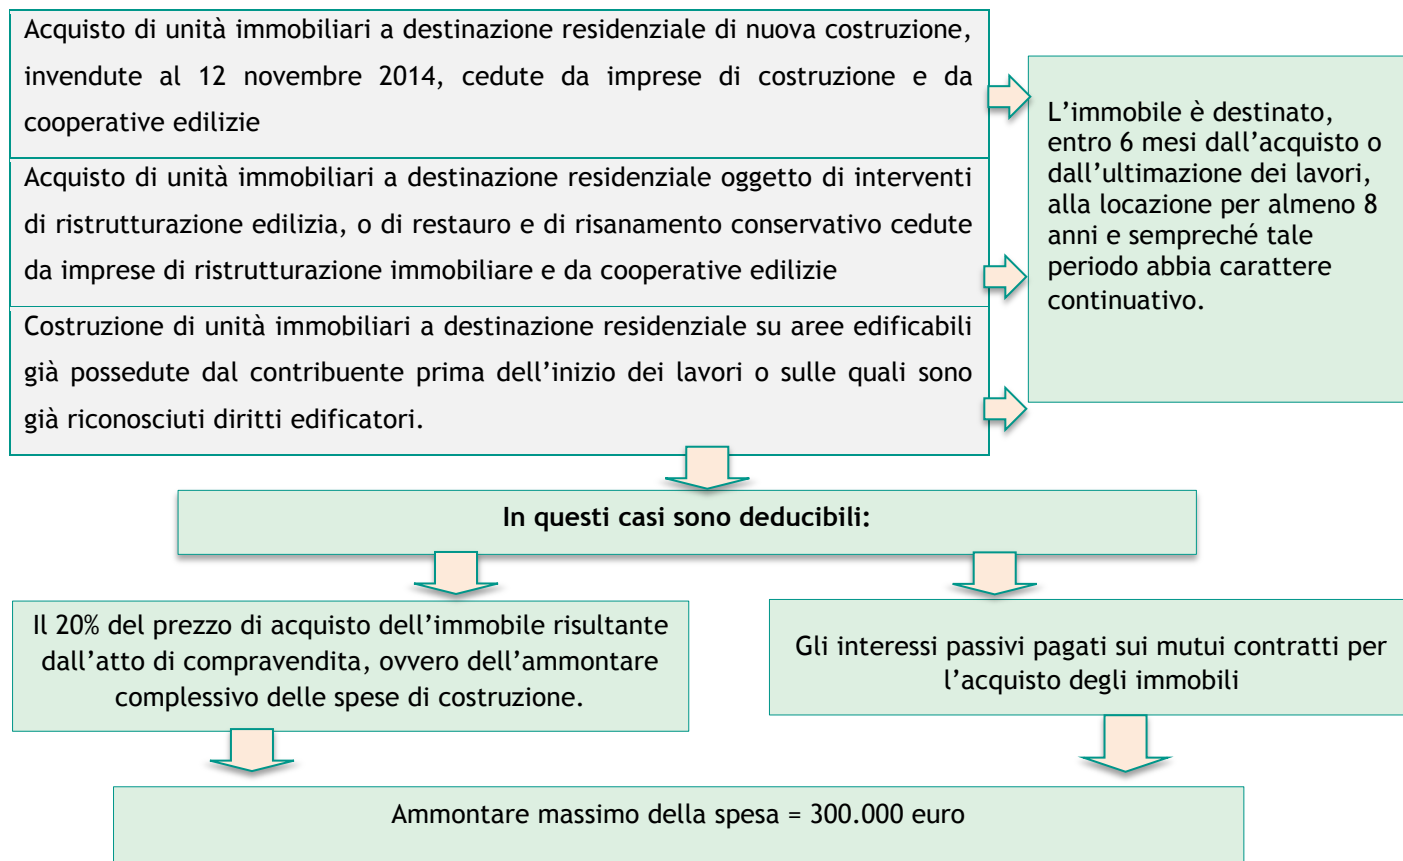 Acquisto di unità immobiliari a destinazione residenziale di nuova costruzione,
invendute al 12 novembre 2014, cedute da imprese di costruzione e da
cooperative edilizie
Acquisto di unità immobiliari a destinazione residenziale oggetto di interventi
di ristrutturazione edilizia, o di restauro e di risanamento conservativo cedute
da imprese di ristrutturazione immobiliare e da cooperative edilizie
Costruzione di unità immobiliari a destinazione residenziale su aree edificabili
già possedute dal contribuente prima dell’inizio dei lavori o sulle quali sono
già riconosciuti diritti edificatori.
L’immobile è destinato,
entro 6 mesi dall’acquisto o
dall’ultimazione dei lavori,
alla locazione per almeno 8
anni e sempreché tale
periodo abbia carattere
continuativo.
In questi casi sono deducibili:
Il 20% del prezzo di acquisto dell’immobile risultante
dall’atto di compravendita, ovvero dell’ammontare
complessivo delle spese di costruzione.
Gli interessi passivi pagati sui mutui contratti per
l’acquisto degli immobili
Ammontare massimo della spesa = 300.000 euro